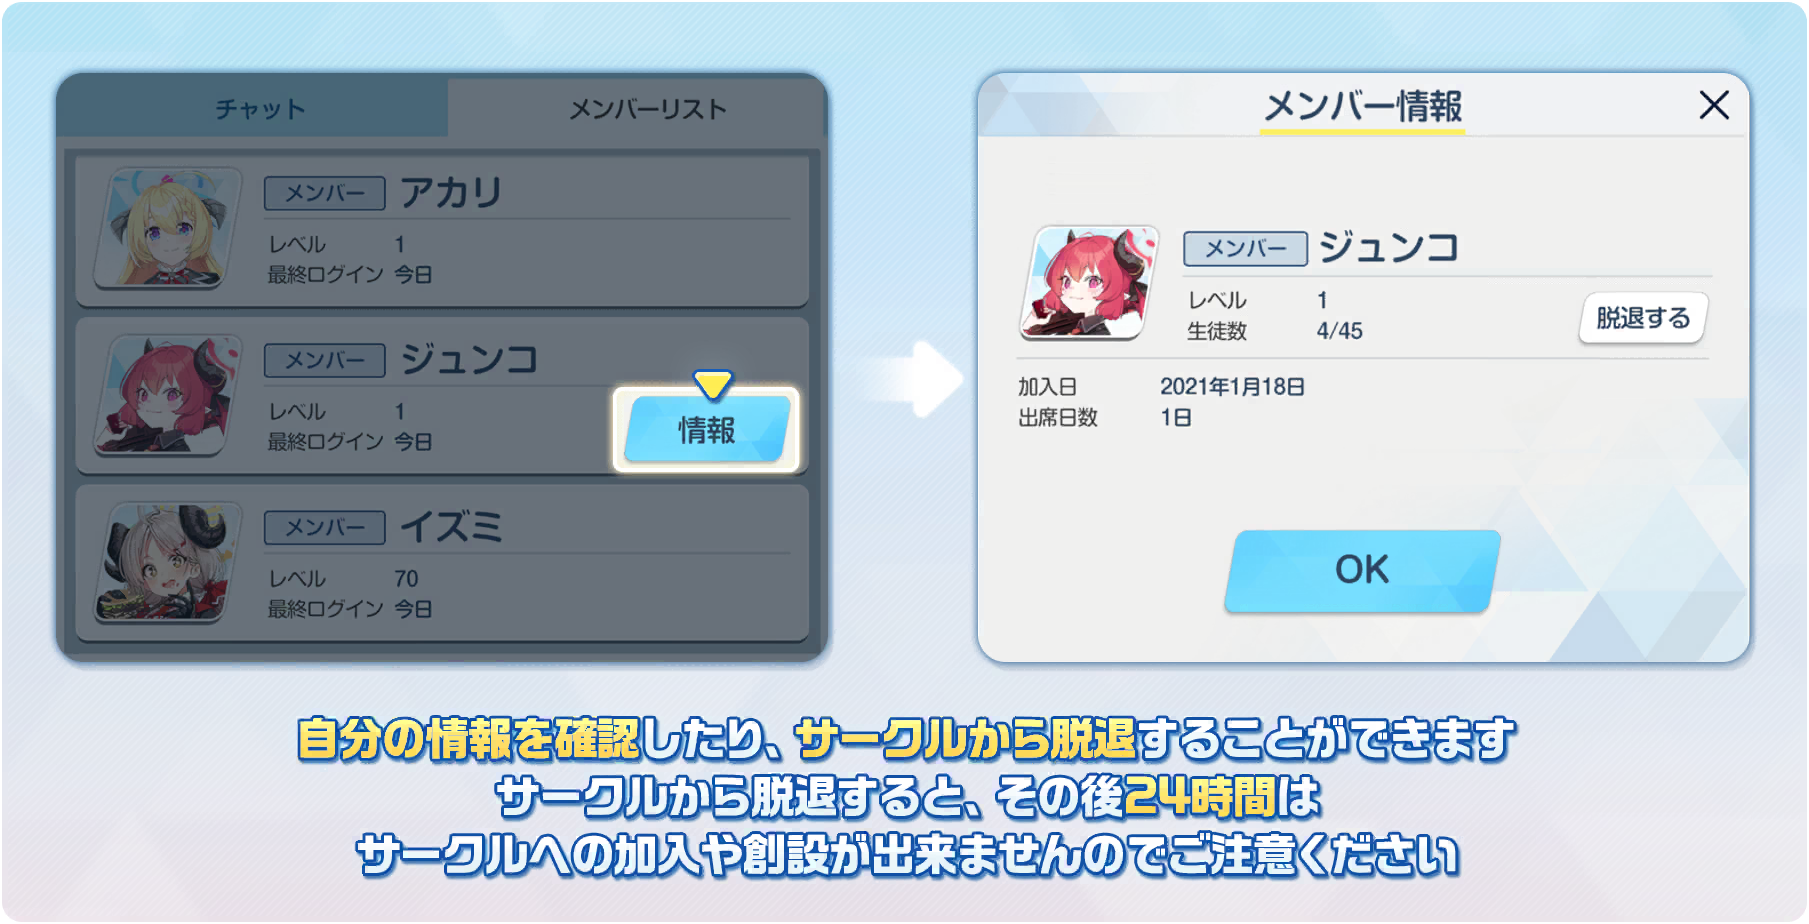 チャット
メンバーリスト
メンバー アカリ
レベル 1
最終ログイン 今日
メンバー ジュンコ
レベル 1
最終ログイン 今日
情報
メンバー イズミ
レベル 70
最終ログイン 今日
メンバー情報
メンバー ジュンコ
レベル 1
生徒数 4/45
脱退する
加入日 2021年1月18日
出席日数 1日
OK
自分の情報を確認したり、サークルから脱退することができます
サークルから脱退すると、その後24時間は
サークルへの加入や創設が出来ませんのでご注意ください